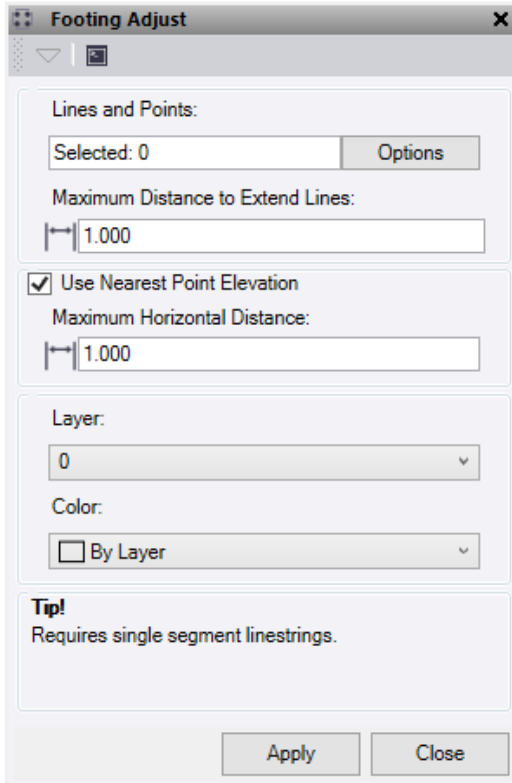 Footing Adjust
Lines and Points:
Selected: 0
Options
Maximum Distance to Extend Lines:
1.000
Use Nearest Point Elevation
Maximum Horizontal Distance:
1.000
Layer:
0
Color:
By Layer
Tip!
Requires single segment linestrings.
Apply
Close